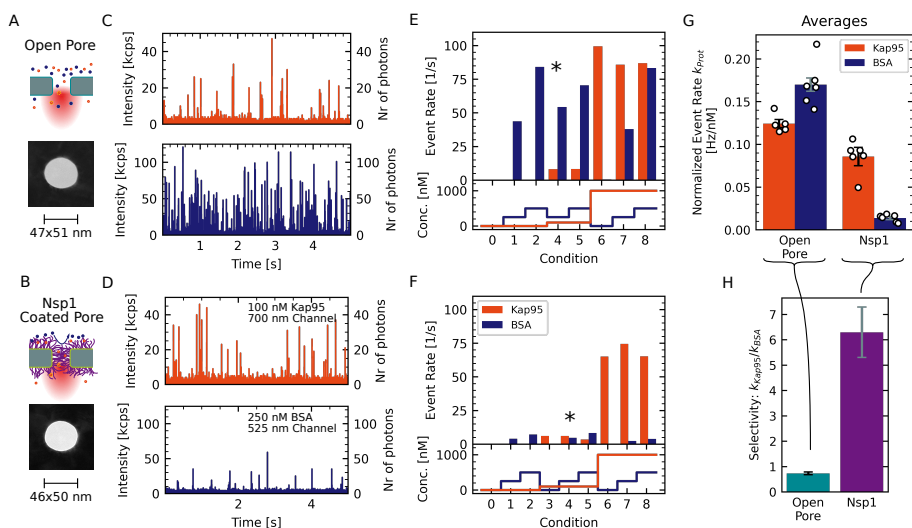 A
Open Pore
47x51 nm
B
Nsp1
Coated Pore
46x50 nm
C
Intensity [kcps]
40
20
0
40
20
0
Nr of photons
Intensity [kcps]
100
75
50
25
0
100
50
0
Nr of photons
1 2 3 4
Time [s]
D
100 nM Kap95
700 nm Channel
Intensity [kcps]
40
20
0
40
20
0
Nr of photons
250 nM BSA
525 nm Channel
Intensity [kcps]
100
50
0
100
50
0
Nr of photons
2 4
Time [s]
E
Event Rate [1/s]
100
75
50
25
0
*
Conc. [nM]
1000
0
0 1 2 4 5 6 7 8
Condition
F
Kap95
BSA
Event Rate [1/s]
100
75
50
25
0
*
Conc. [nM]
1000
0
0 1 2 3 4 5 6 7 8
Condition
G
Averages
Kap95
BSA
Normalized Event Rate kProt
[Hz/nM]
0.20
0.15
0.10
0.05
0.00
Open
Pore
Nsp1
H
Selectivity: kKap95/kBSA
7
6
5
4
3
2
1
0
Open
Pore
Nsp1